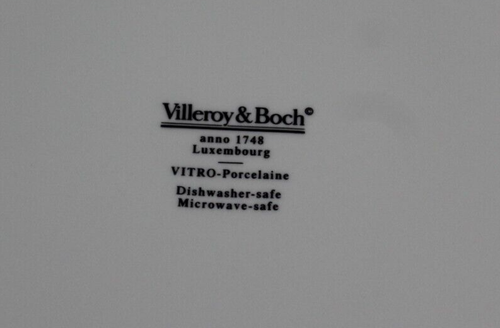 Villeroy & Boch©
anno 1748
Luxembourg
VITRO-Porcelaine
Dishwasher-safe
Microwave-safe